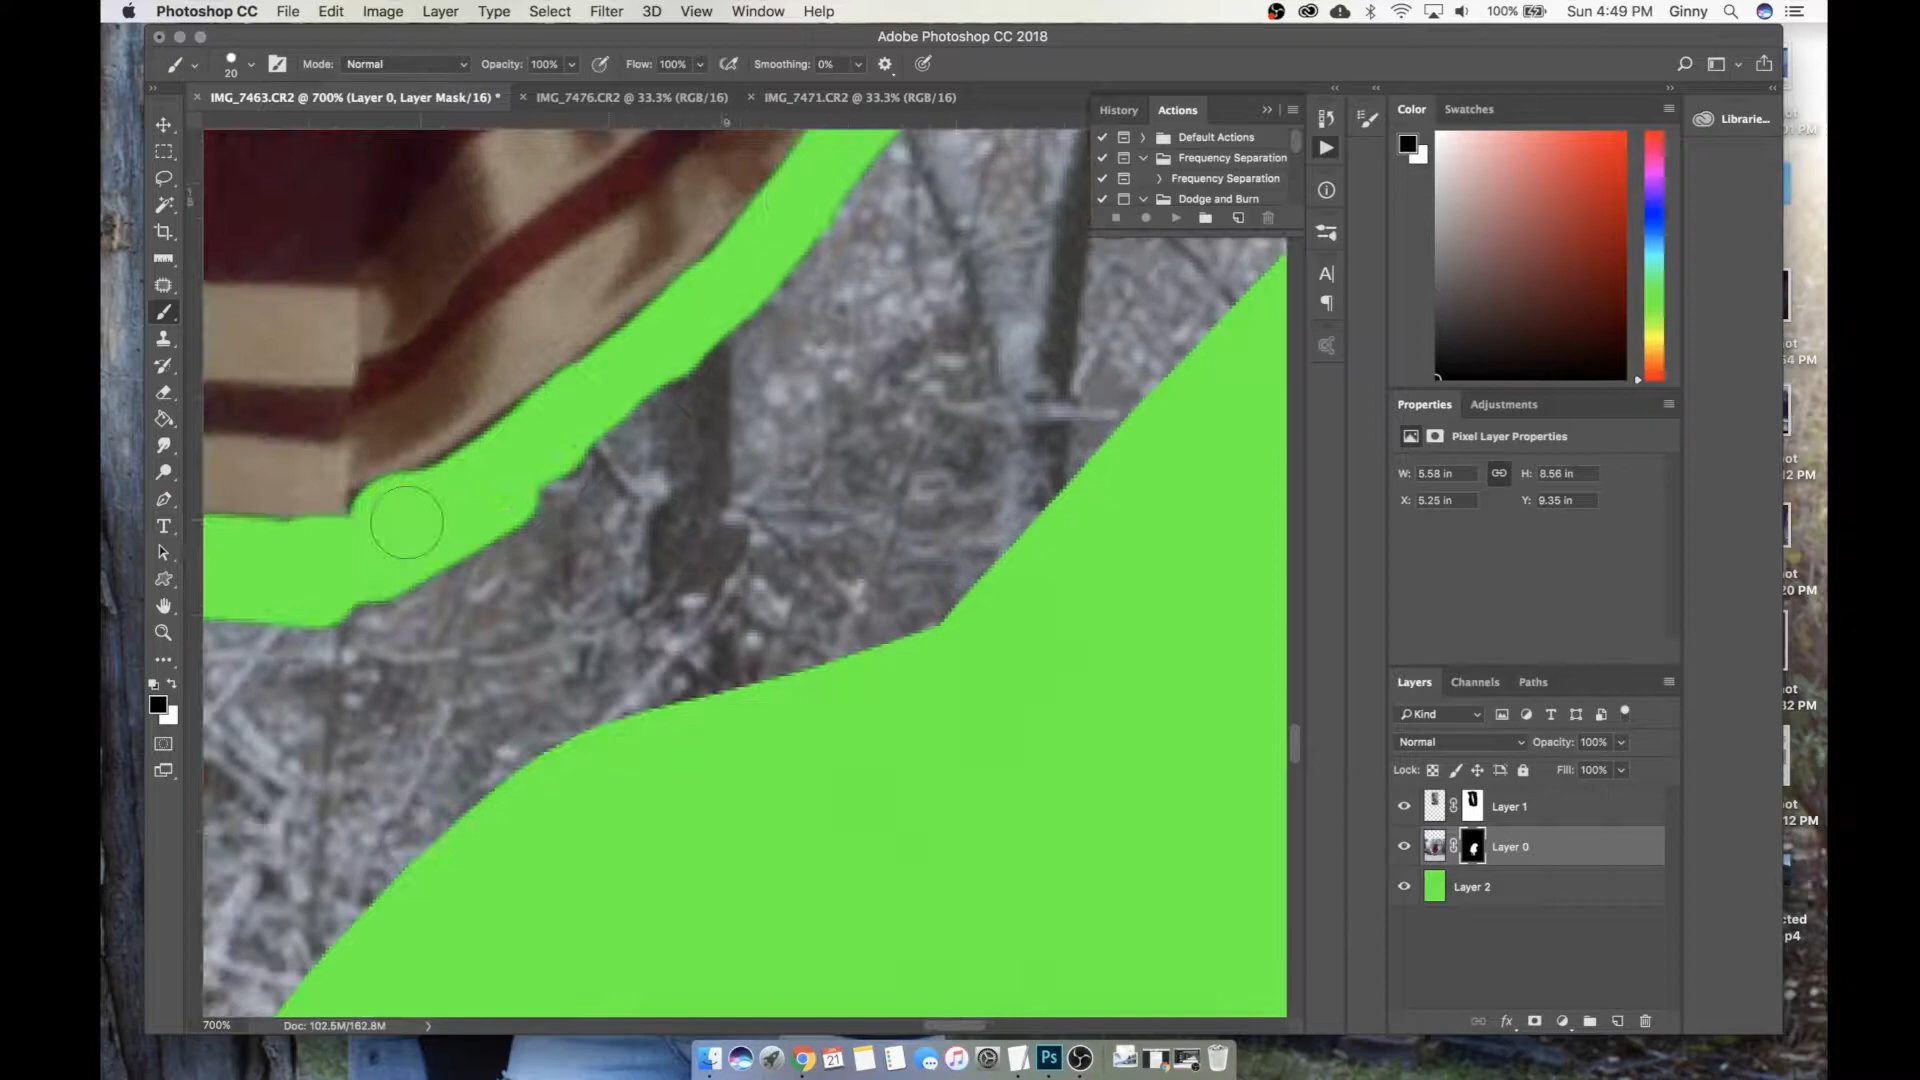 Photoshop CC File Edit Image Layer Type Select Filter 3D View Window Help 100% Sun 4:49 PM Ginny
Adobe Photoshop CC 2018
20 Mode: Normal Opacity: 100% Flow: 100% Smoothing: 0%
IMG_7463.CR2 @ 700% (Layer 0, Layer Mask/16) * IMG_7476.CR2 @ 33.3% (RGB/16) IMG_7471.CR2 @ 33.3% (RGB/16)
History Actions
Default Actions
Frequency Separation
Frequency Separation
Dodge and Burn
Color Swatches
Librarie...
Properties Adjustments
Pixel Layer Properties
W: 5.58 in H: 8.56 in
X: 5.25 in Y: 9.35 in
Layers Channels Paths
Kind
Normal Opacity: 100%
Lock: Fill: 100%
Layer 1
Layer 0
Layer 2
fx
700% Doc: 102.5M/162.8M
21
Ps